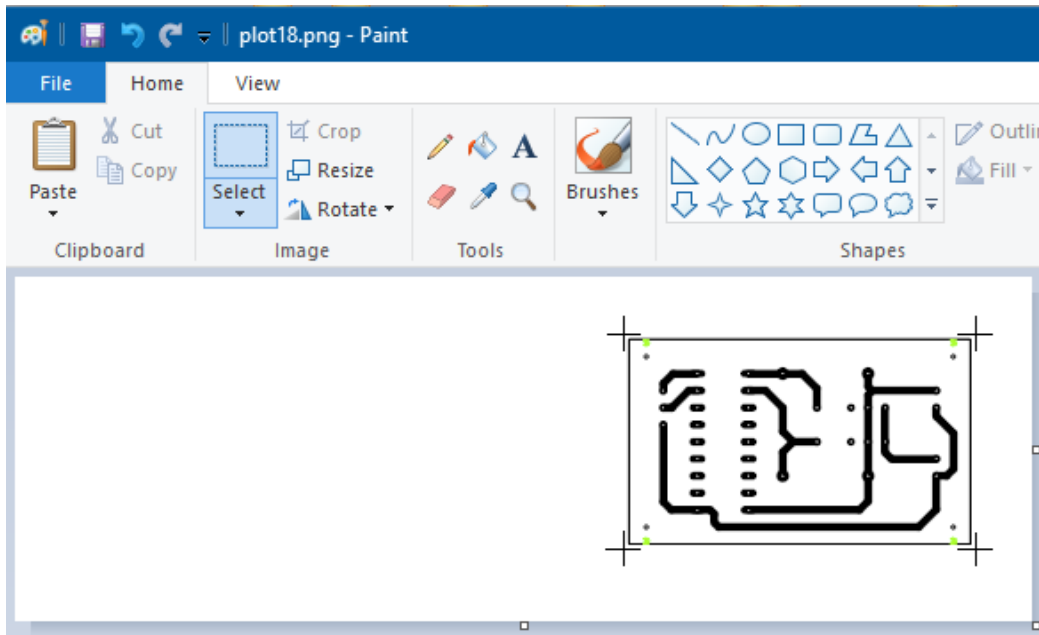 plot18.png - Paint
File Home View
Cut
Copy
Paste
Clipboard
Select
Crop
Resize
Rotate
Image
A
Tools
Brushes
Shapes
Fill